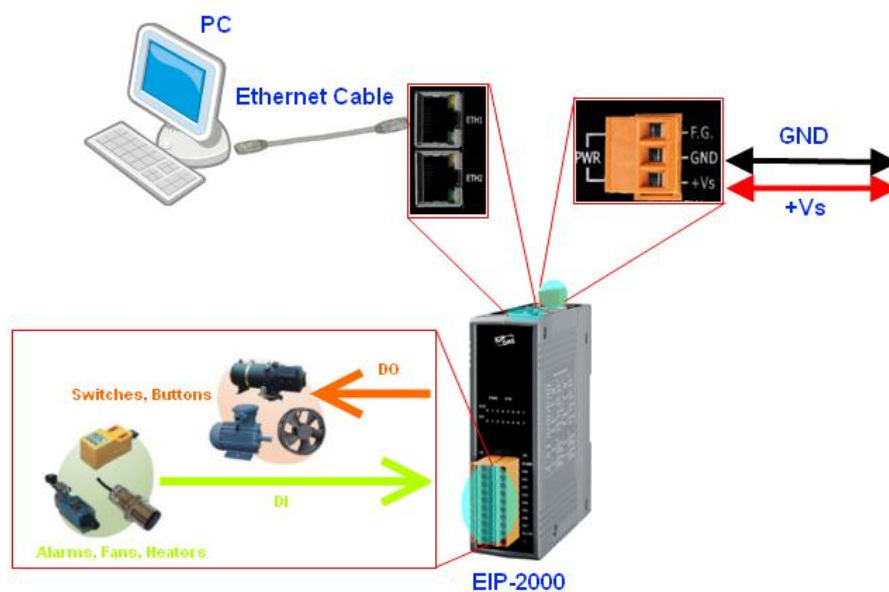 PC
Ethernet Cable
ETH1
ETH2
PWR
F.G.
GND
+Vs
GND
+Vs
Switches, Buttons
DO
DI
Alarms, Fans, Heaters
EIP-2000